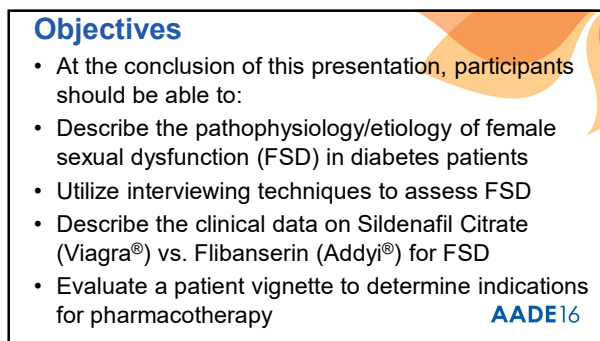 Objectives
• At the conclusion of this presentation, participants
should be able to:
• Describe the pathophysiology/etiology of female
sexual dysfunction (FSD) in diabetes patients
• Utilize interviewing techniques to assess FSD
• Describe the clinical data on Sildenafil Citrate
(Viagra®) vs. Flibanserin (Addyi®) for FSD
• Evaluate a patient vignette to determine indications
for pharmacotherapy
AADE16